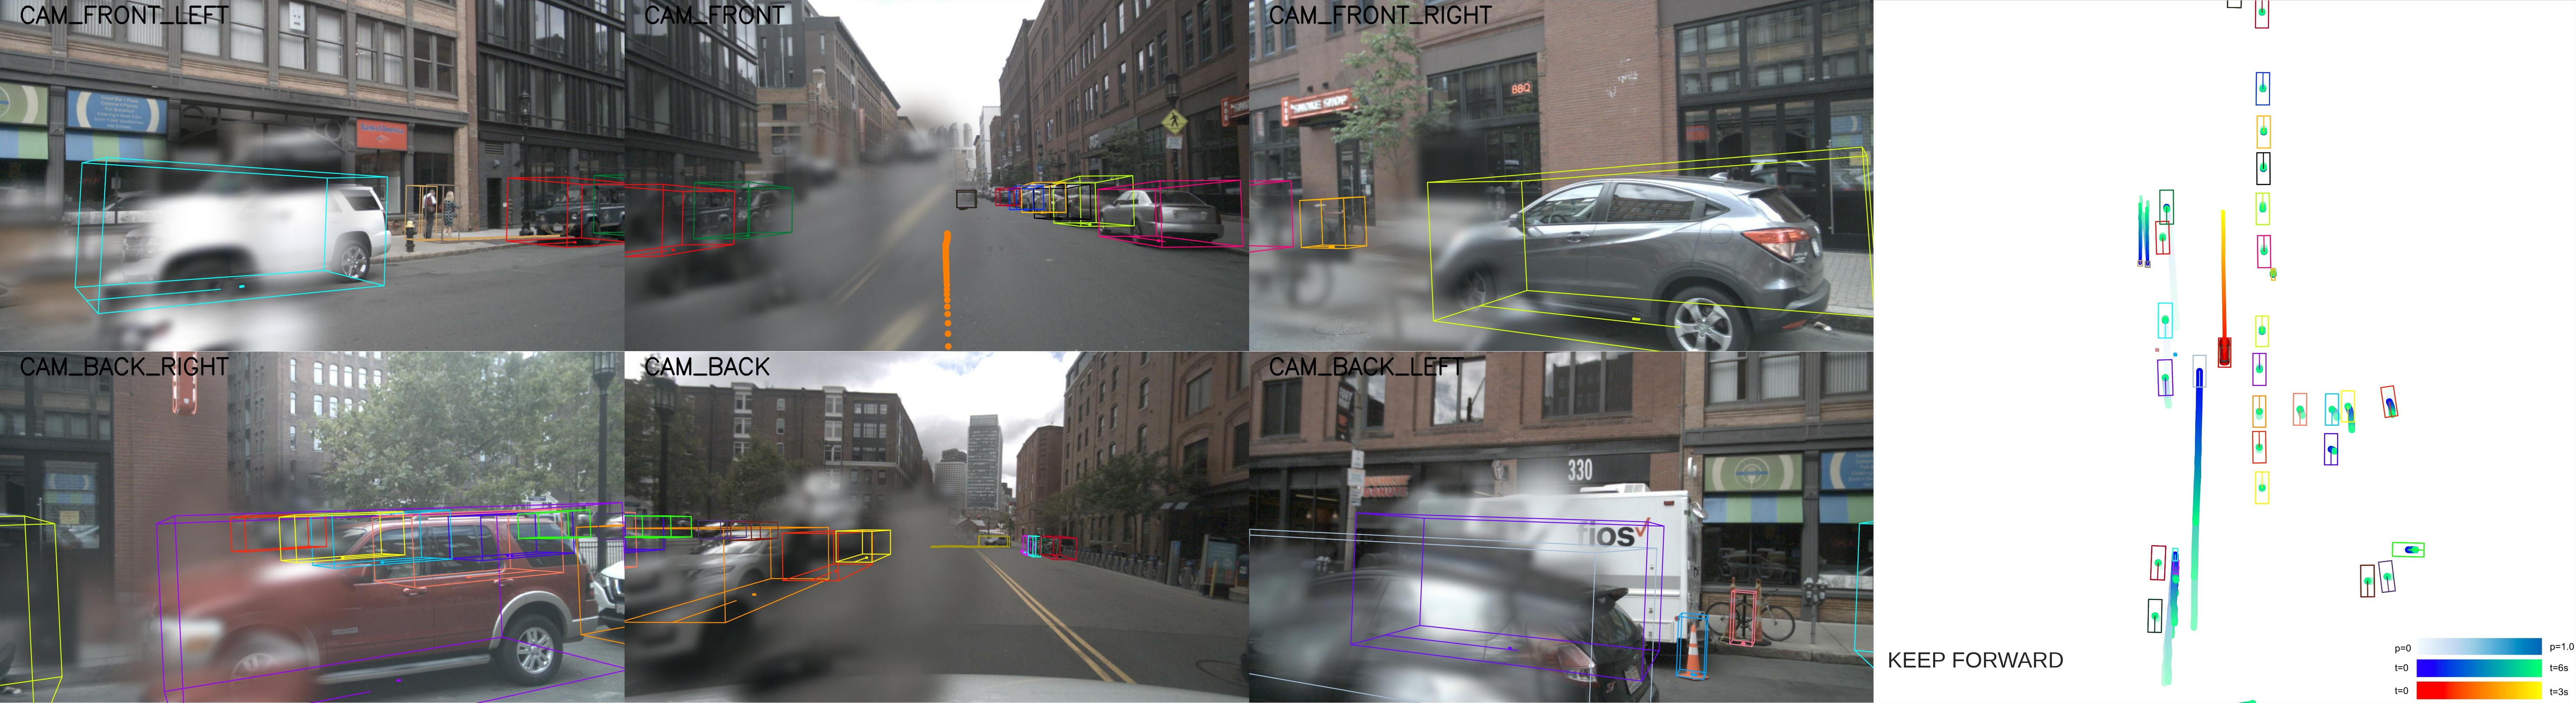 CAM_FRONT_LEFT
CAM_FRONT
CAM_FRONT_RIGHT
SMOKE SHOP
BBQ
CAM_BACK_RIGHT
CAM_BACK
CAM_BACK_LEFT
330
fios
KEEP FORWARD
p=0
p=1.0
t=0
t=6s
t=0
t=3s